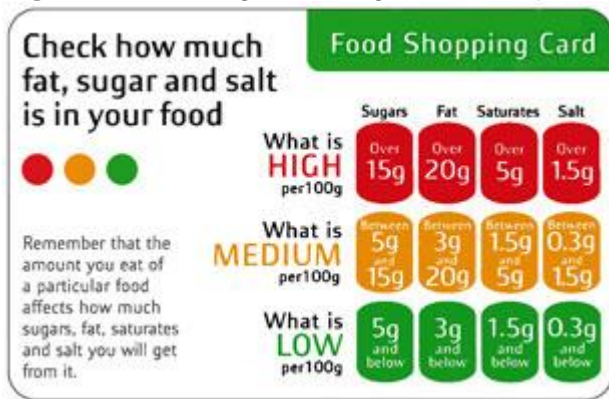 Food Shopping Card
Check how much
fat, sugar and salt
is in your food
Sugars Fat Saturates Salt
What is
HIGH
per100g
Over
15g
Over
20g
Over
5g
Over
1.5g
What is
MEDIUM
per100g
Between
5g
and
15g
Between
3g
and
20g
Between
1.5g
and
5g
Between
0.3g
and
1.5g
What is
LOW
per100g
5g
and
below
3g
and
below
1.5g
and
below
0.3g
and
below
Remember that the
amount you eat of
a particular food
affects how much
sugars, fat, saturates
and salt you will get
from it.